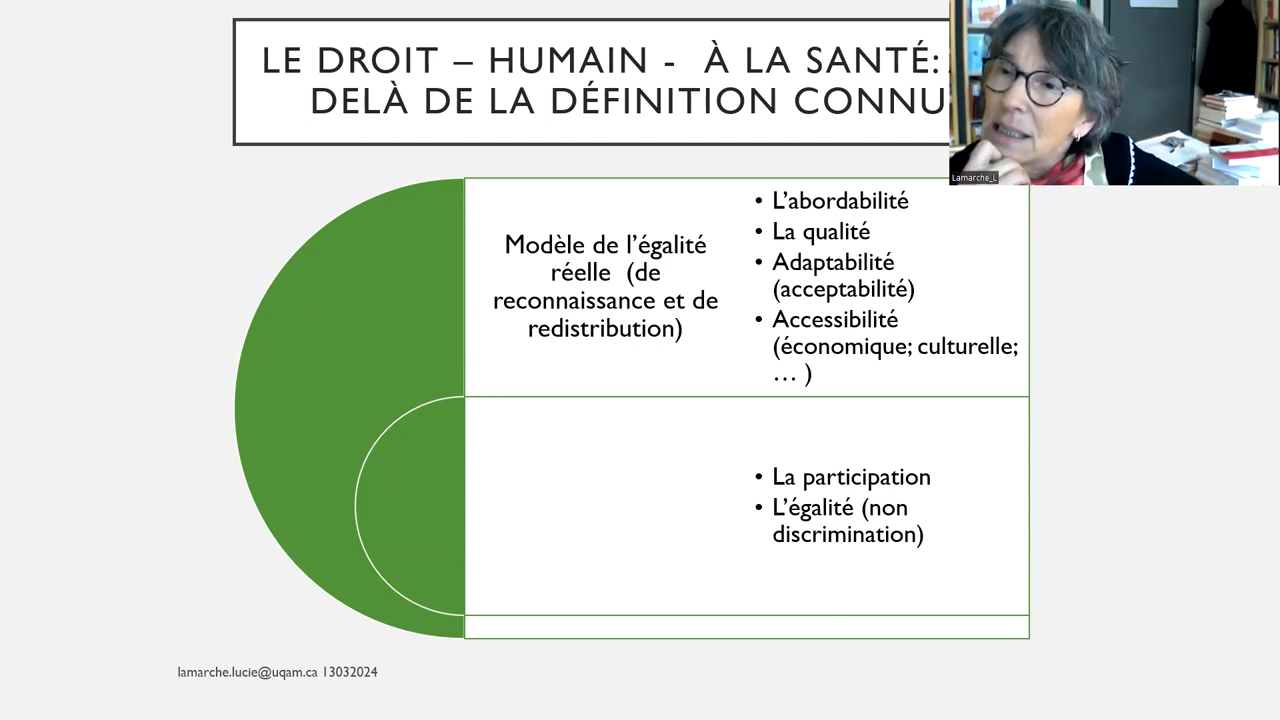 LE DROIT – HUMAIN - À LA SANTÉ:
DELÀ DE LA DÉFINITION CONNU
Lamarche_L
Modèle de l’égalité
réelle (de
reconnaissance et de
redistribution)
• L’abordabilité
• La qualité
• Adaptabilité
(acceptabilité)
• Accessibilité
(économique; culturelle;
… )
• La participation
• L’égalité (non
discrimination)
lamarche.lucie@uqam.ca 13032024